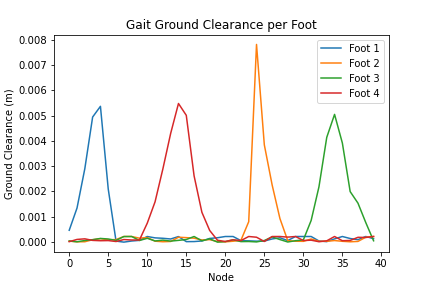 Gait Ground Clearance per Foot
Foot 1
Foot 2
Foot 3
Foot 4
Ground Clearance (m)
0.008
0.007
0.006
0.005
0.004
0.003
0.002
0.001
0.000
0 5 10 15 20 25 30 35 40
Node